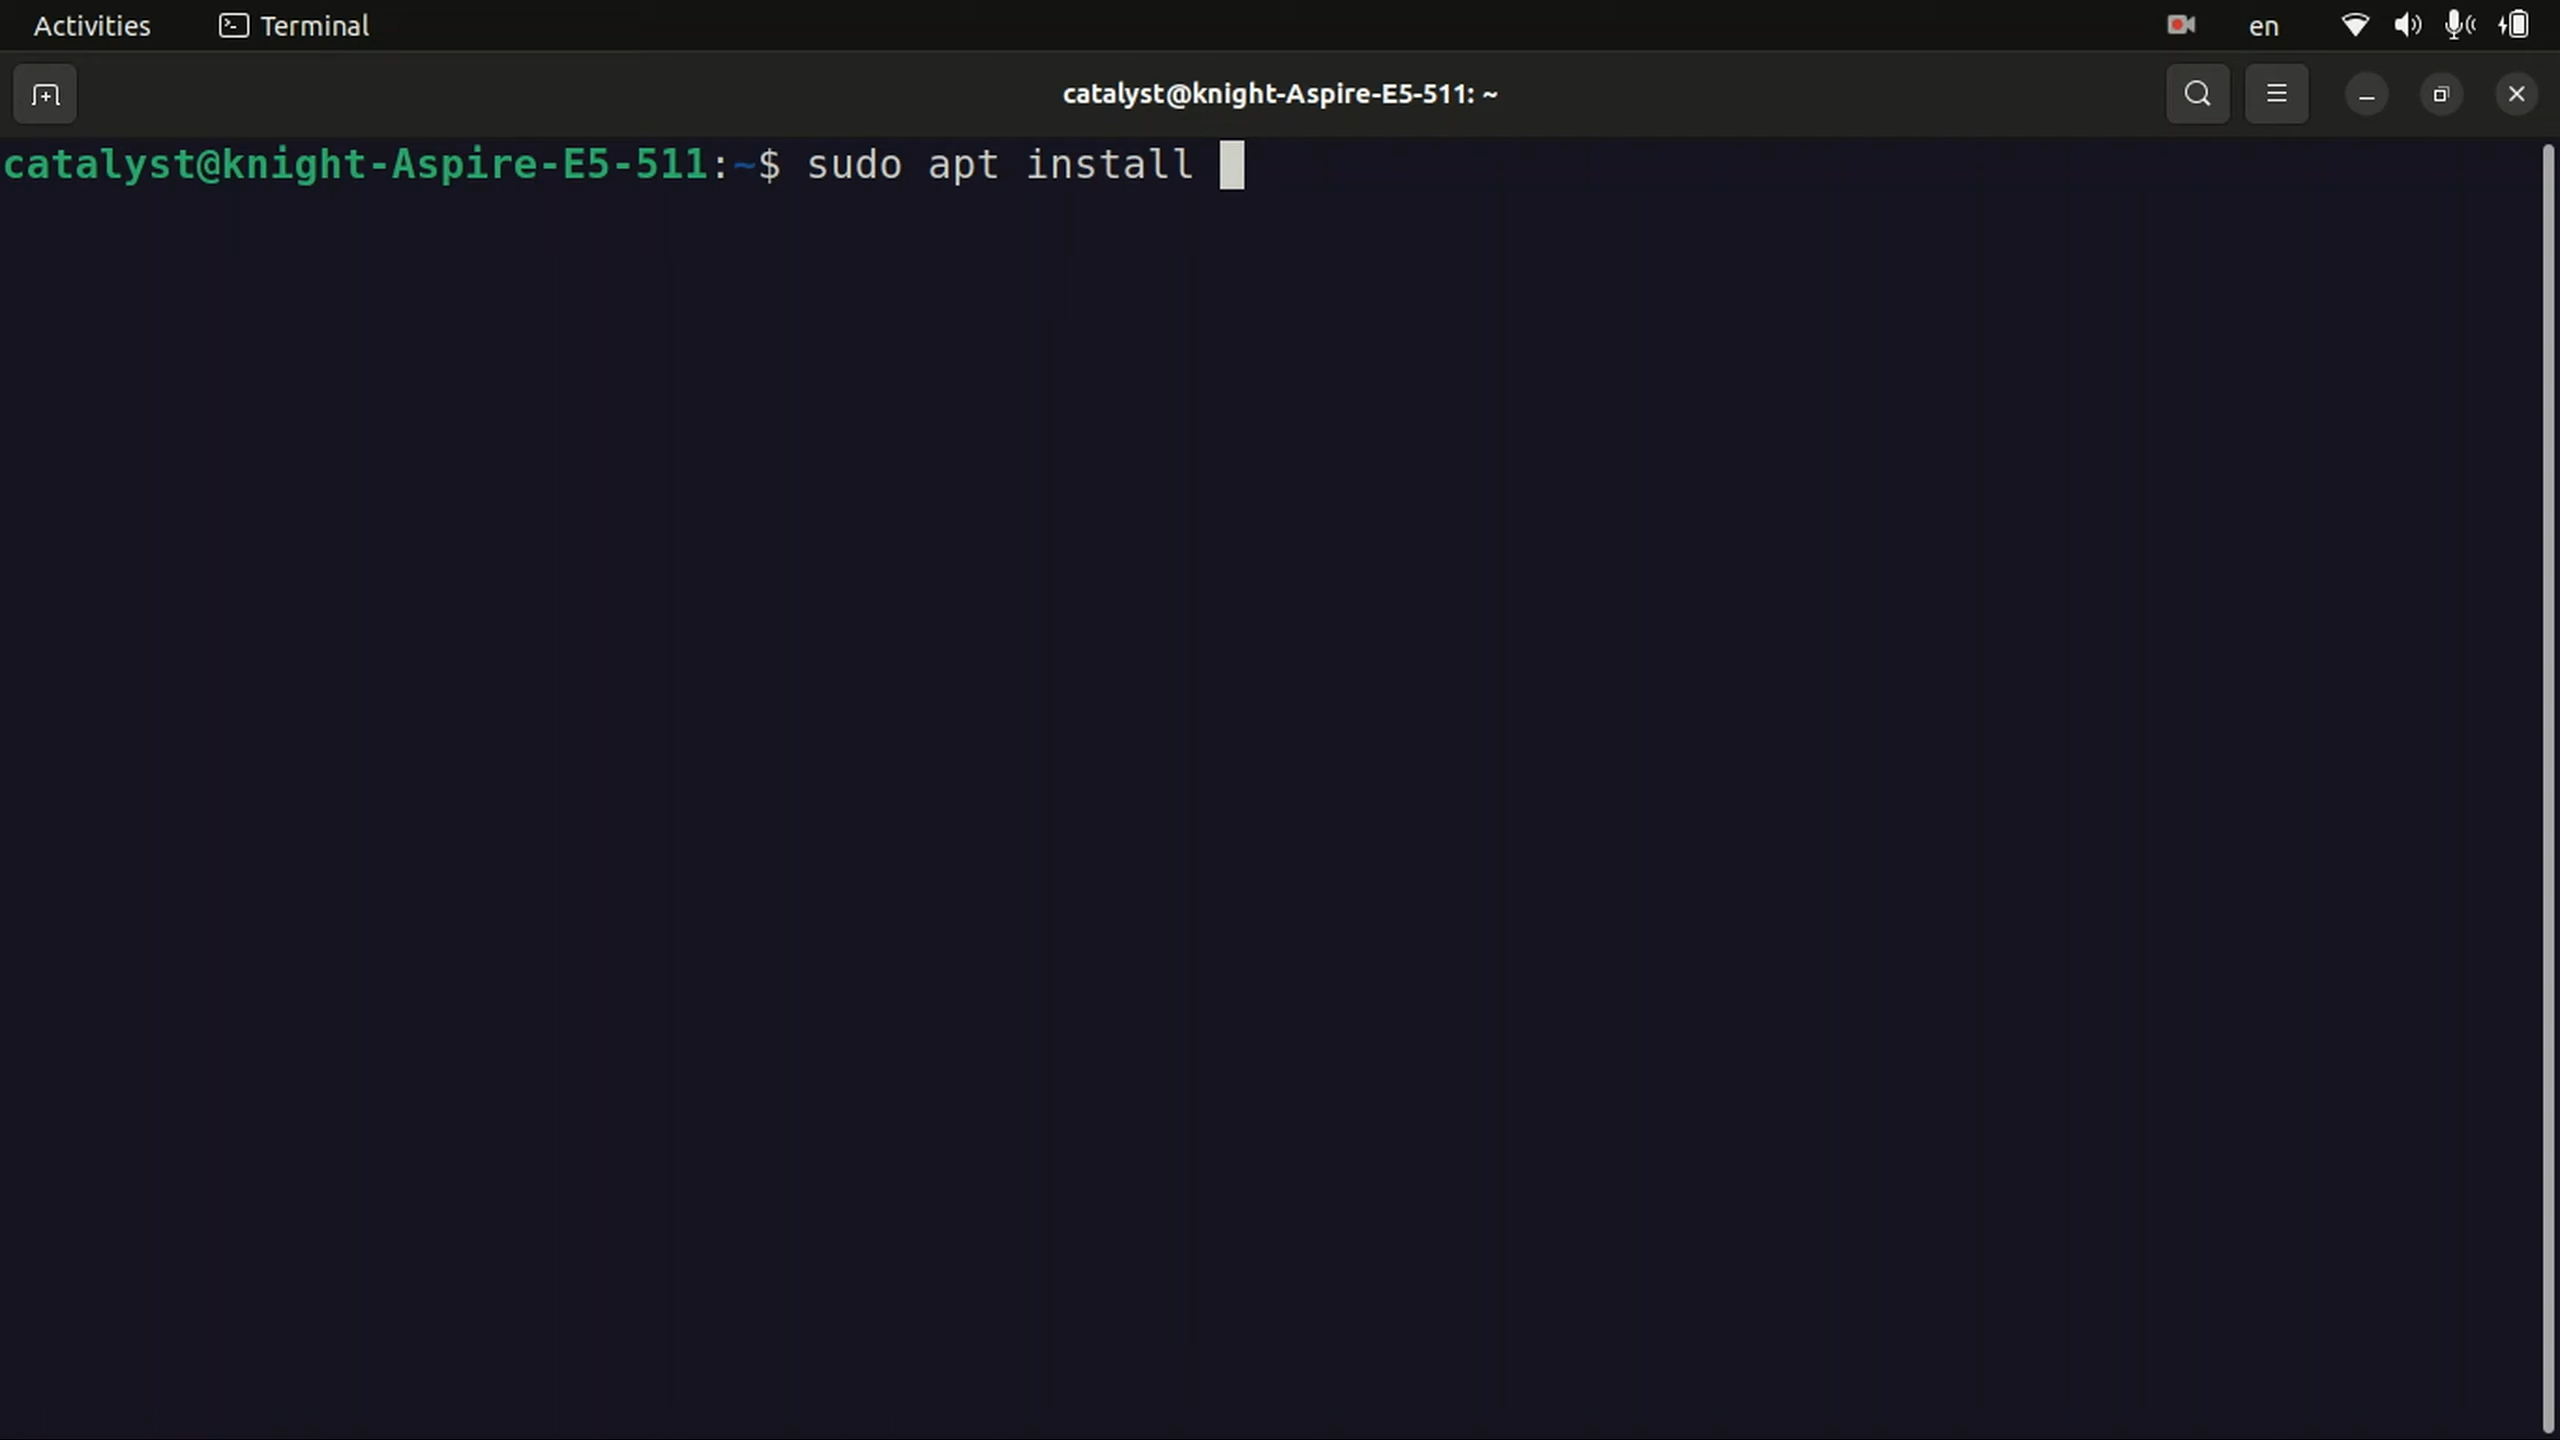 Activities Terminal en
catalyst@knight-Aspire-E5-511: ~
catalyst@knight-Aspire-E5-511:~$ sudo apt install